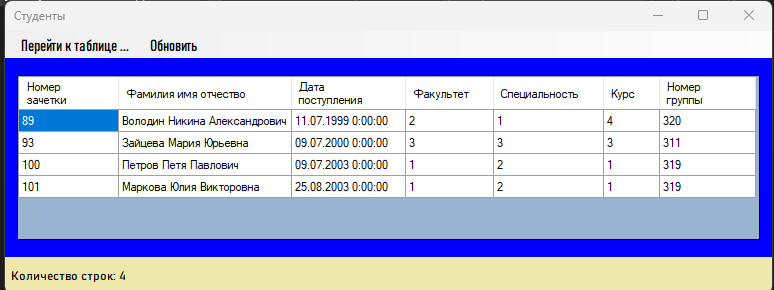 Студенты
Перейти к таблице ... Обновить
Номер зачетки Фамилия имя отчество Дата поступления Факультет Специальность Курс Номер группы
89 Володин Никина Александрович 11.07.1999 0:00:00 2 1 4 320
93 Зайцева Мария Юрьевна 09.07.2000 0:00:00 3 3 3 311
100 Петров Петя Павлович 09.07.2003 0:00:00 1 2 1 319
101 Маркова Юлия Викторовна 25.08.2003 0:00:00 1 2 1 319
Количество строк: 4